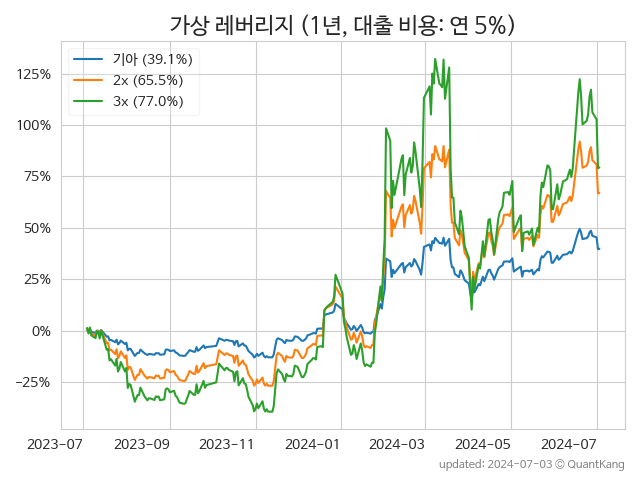 가상 레버리지 (1년, 대출 비용: 연 5%)
기아 (39.1%)
2x (65.5%)
3x (77.0%)
125%
100%
75%
50%
25%
0%
−25%
2023-07 2023-09 2023-11 2024-01 2024-03 2024-05 2024-07
updated: 2024-07-03 ⓒ QuantKang